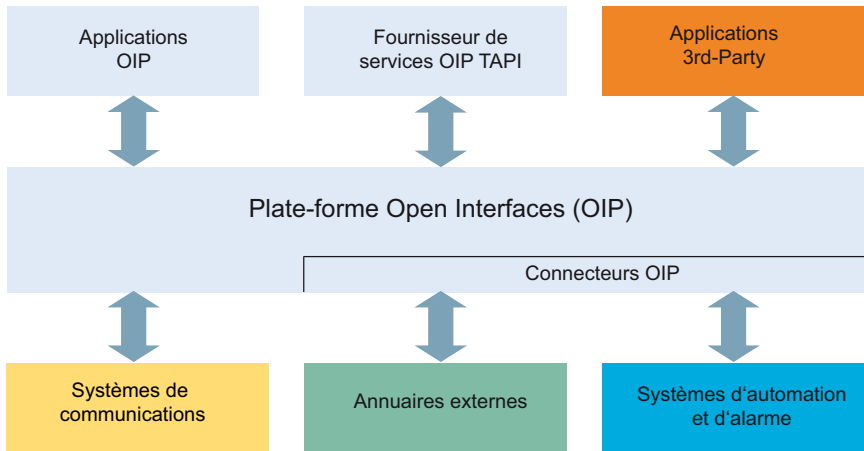 Applications
OIP
Fournisseur de
services OIP TAPI
Applications
3rd-Party
Plate-forme Open Interfaces (OIP)
Connecteurs OIP
Systèmes de
communications
Annuaires externes
Systèmes d‘automation
et d‘alarme